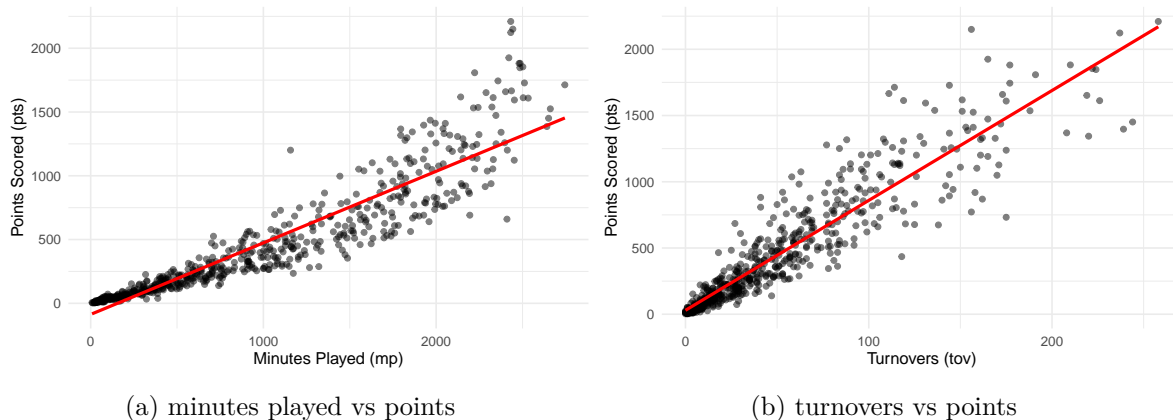 2000
1500
1000
500
0
Points Scored (pts)
0 1000 2000
Minutes Played (mp)
(a) minutes played vs points
2000
1500
1000
500
0
Points Scored (pts)
0 100 200
Turnovers (tov)
(b) turnovers vs points